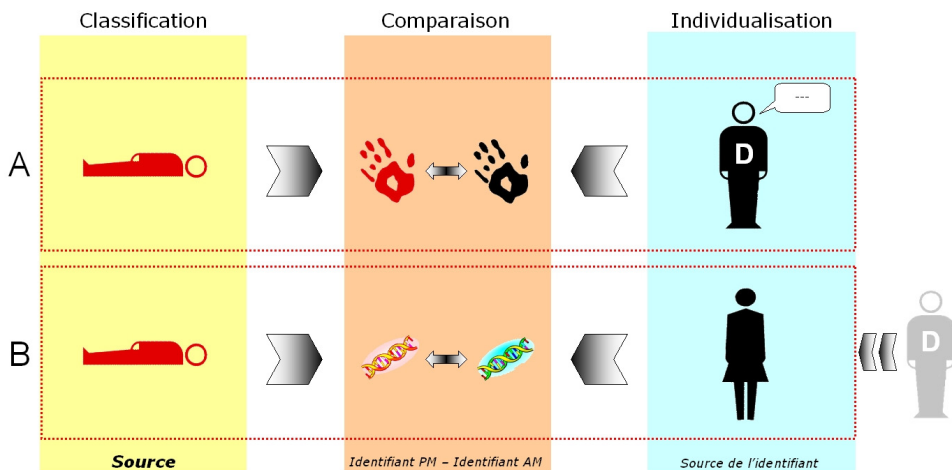 Classification
Comparaison
Individualisation
---
A
D
B
D
Source
Identifiant PM – Identifiant AM
Source de l'identifiant